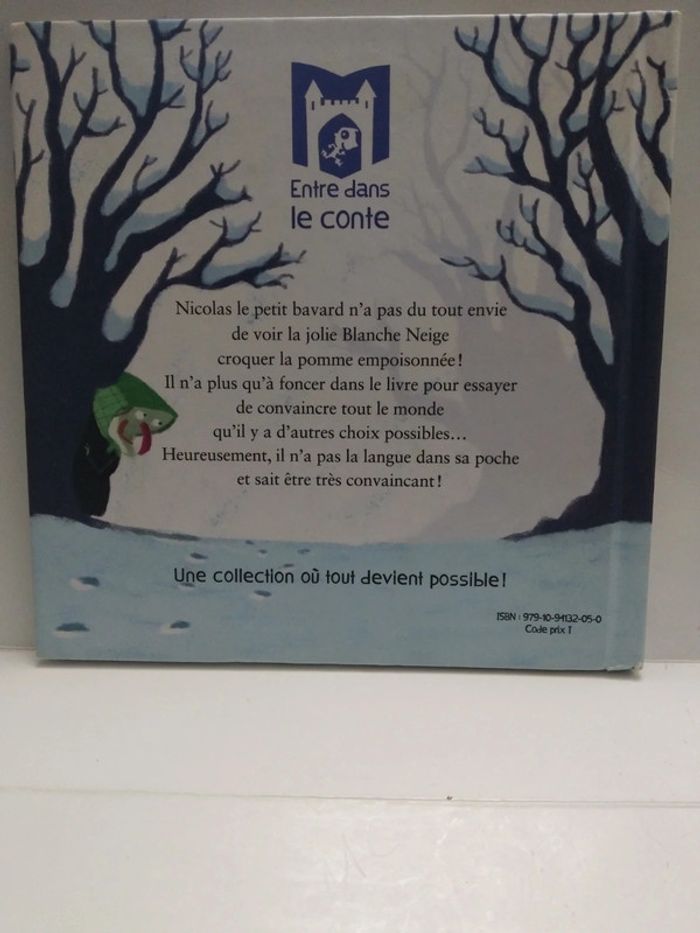 Entre dans
le conte
Nicolas le petit bavard n'a pas du tout envie
de voir la jolie Blanche Neige
croquer la pomme empoisonnée !
Il n'a plus qu'à foncer dans le livre pour essayer
de convaincre tout le monde
qu'il y a d'autres choix possibles...
Heureusement, il n'a pas la langue dans sa poche
et sait être très convaincant !
Une collection où tout devient possible !
ISBN : 979-10-94132-05-0
Code prix T